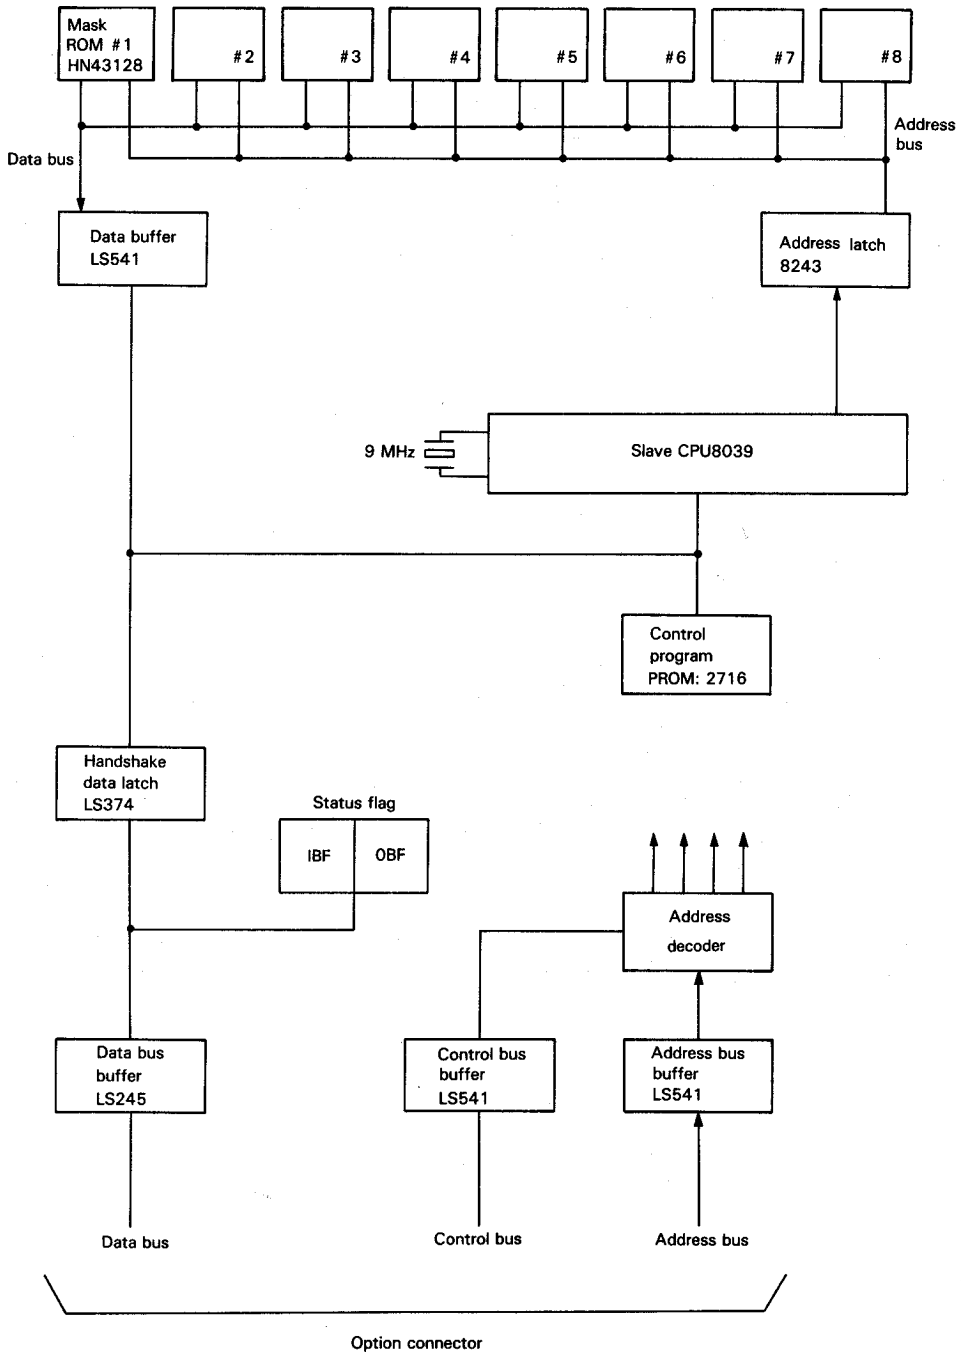 Mask
ROM #1
HN43128
#2
#3
#4
#5
#6
#7
#8
Data bus
Address
bus
Data buffer
LS541
Address latch
8243
9 MHz
Slave CPU8039
Control
program
PROM: 2716
Handshake
data latch
LS374
Status flag
IBF
OBF
Address
decoder
Data bus
buffer
LS245
Control bus
buffer
LS541
Address bus
buffer
LS541
Data bus
Control bus
Address bus
Option connector